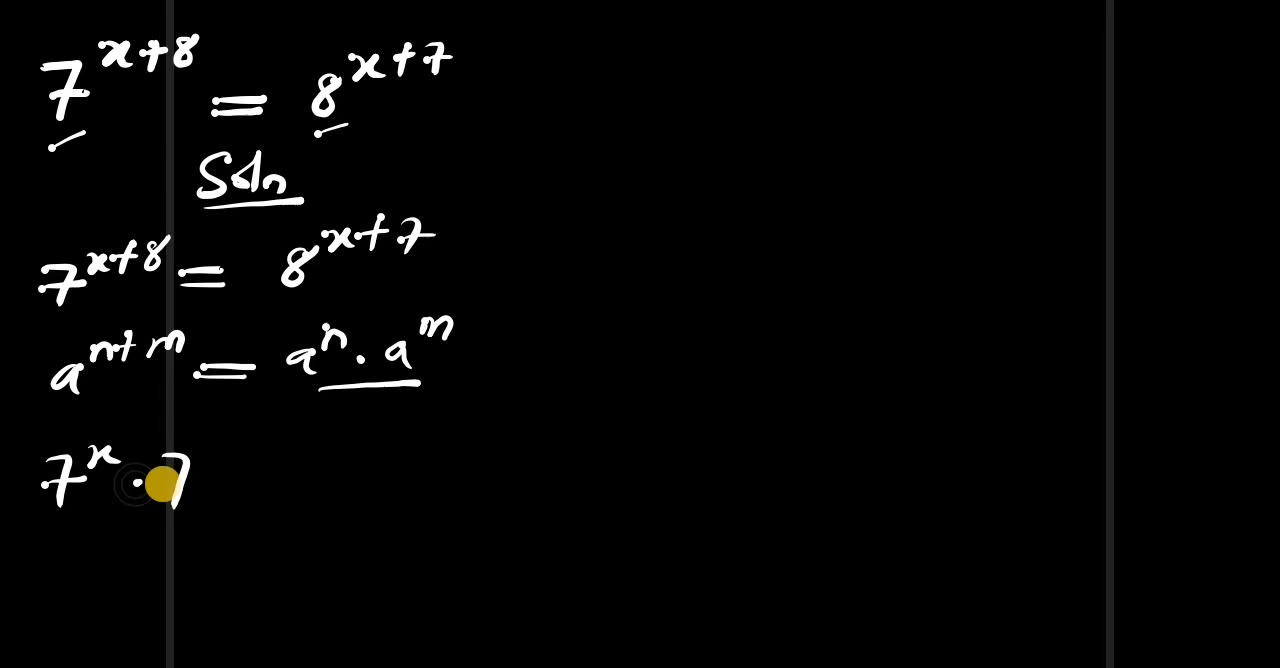 7^{x+8} = 8^{x+7}
Soln
7^{x+8} = 8^{x+7}
a^{n+m} = a^n · a^m
7^x · 7